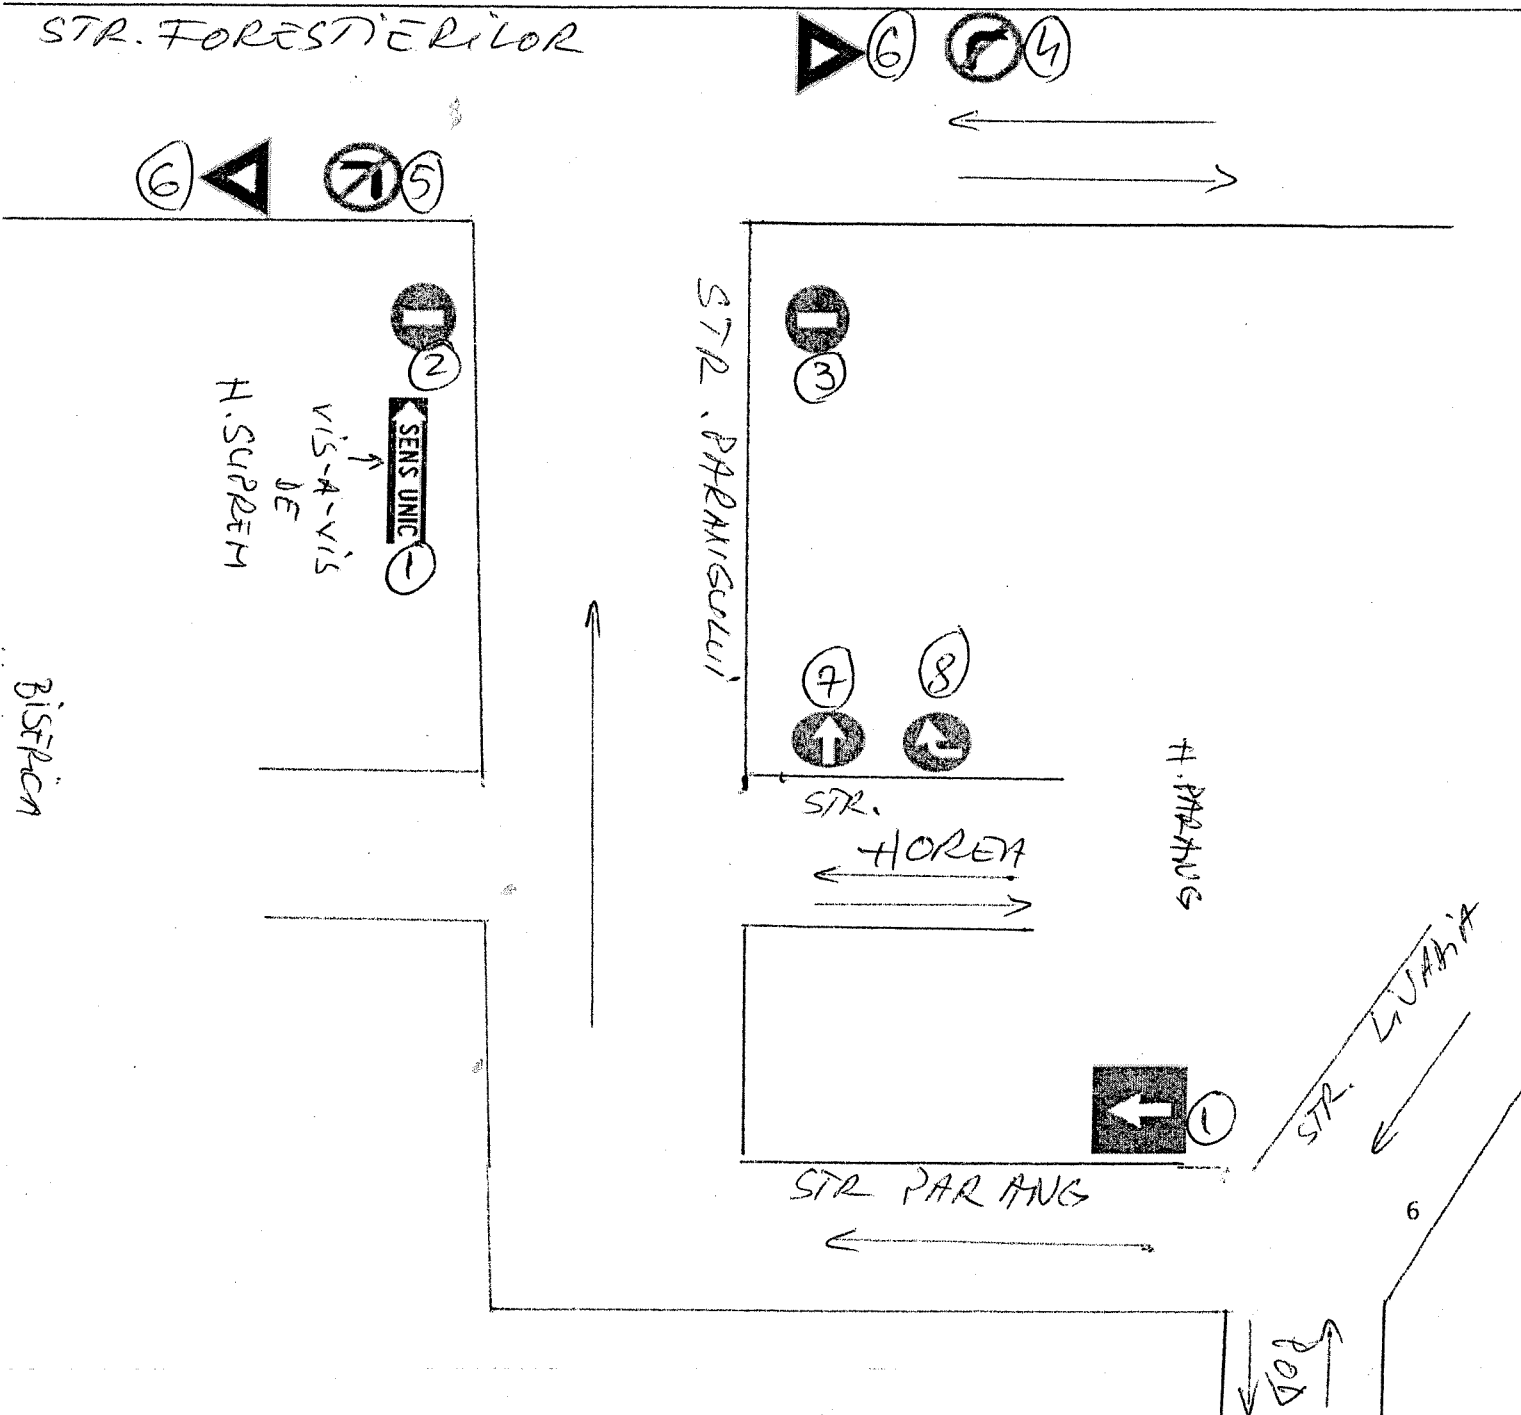 STR. FORESTIERILOR
6
4
6
5
2
3
SENS UNIC
1
VIS-A-VIS
DE
H. SUPREM
STR. PARANGULUI
7
8
BISERICA
STR.
HOREA
H. PARANG
STR. LIVADIA
1
STR PARANG
6
POD